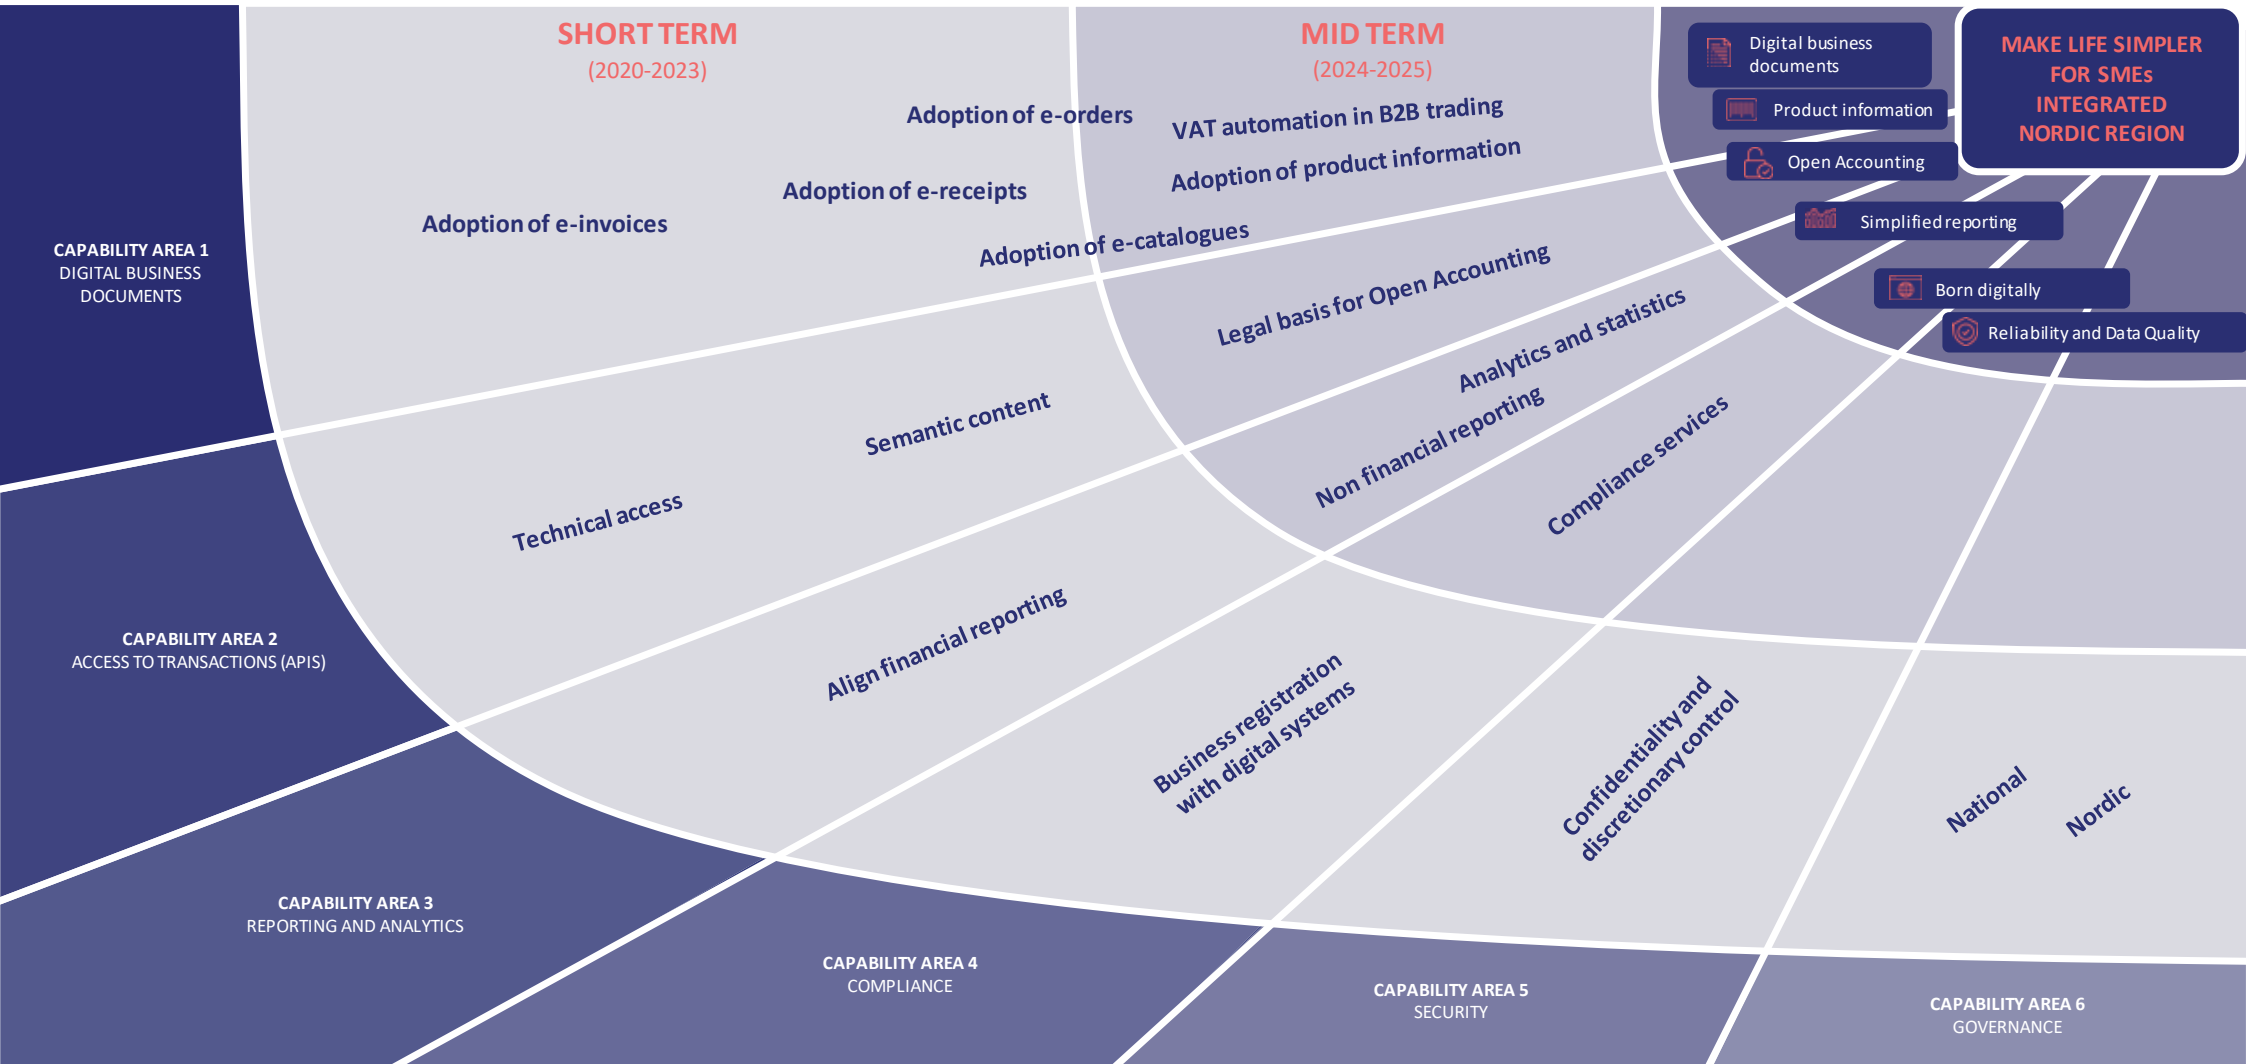 SHORT TERM
(2020-2023)
MID TERM
(2024-2025)
MAKE LIFE SIMPLER
FOR SMEs
INTEGRATED
NORDIC REGION
Digital business
documents
Product information
Open Accounting
Simplified reporting
Born digitally
Reliability and Data Quality
CAPABILITY AREA 1
DIGITAL BUSINESS
DOCUMENTS
Adoption of e-invoices
Adoption of e-receipts
Adoption of e-orders
Adoption of e-catalogues
VAT automation in B2B trading
Adoption of product information
CAPABILITY AREA 2
ACCESS TO TRANSACTIONS (APIS)
Technical access
Semantic content
Legal basis for Open Accounting
CAPABILITY AREA 3
REPORTING AND ANALYTICS
Align financial reporting
Analytics and statistics
Non financial reporting
CAPABILITY AREA 4
COMPLIANCE
Business registration
with digital systems
Compliance services
CAPABILITY AREA 5
SECURITY
Confidentiality and
discretionary control
CAPABILITY AREA 6
GOVERNANCE
National
Nordic